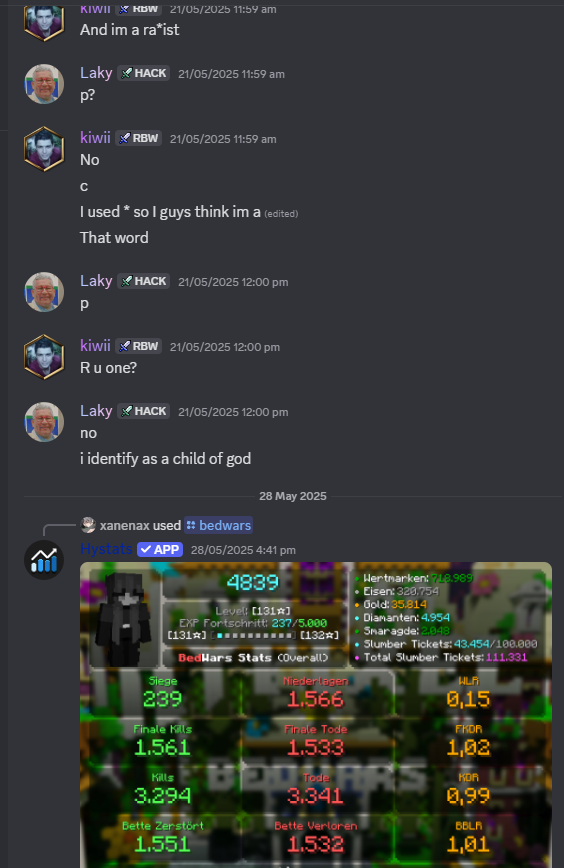 kiwii RBW 21/05/2025 11:59 am
And im a ra*ist
Laky HACK 21/05/2025 11:59 am
p?
kiwii RBW 21/05/2025 11:59 am
No
c
I used * so I guys think im a (edited)
That word
Laky HACK 21/05/2025 12:00 pm
p
kiwii RBW 21/05/2025 12:00 pm
R u one?
Laky HACK 21/05/2025 12:00 pm
no
i identify as a child of god
28 May 2025
xanenax used bedwars
Hystats APP 28/05/2025 4:41 pm
4839
Level: [131☆]
EXP Fortschritt: 237/5.000
[131☆] [132☆]
BedWars Stats (Overall)
Wertmarken: 718.989
Eisen: 320.754
Gold: 35.814
Diamanten: 4.954
Smaragde: 2.048
Slumber Tickets: 43.454/100.000
Total Slumber Tickets: 111.331
Siege Niederlagen WLR
239 1.566 0,15
Finale Kills Finale Tode FKDR
1.561 1.533 1,02
Kills Tode KDR
3.294 3.341 0,99
Bette Zerstört Bette Verloren BBLR
1.551 1.532 1,01
BEDWARS